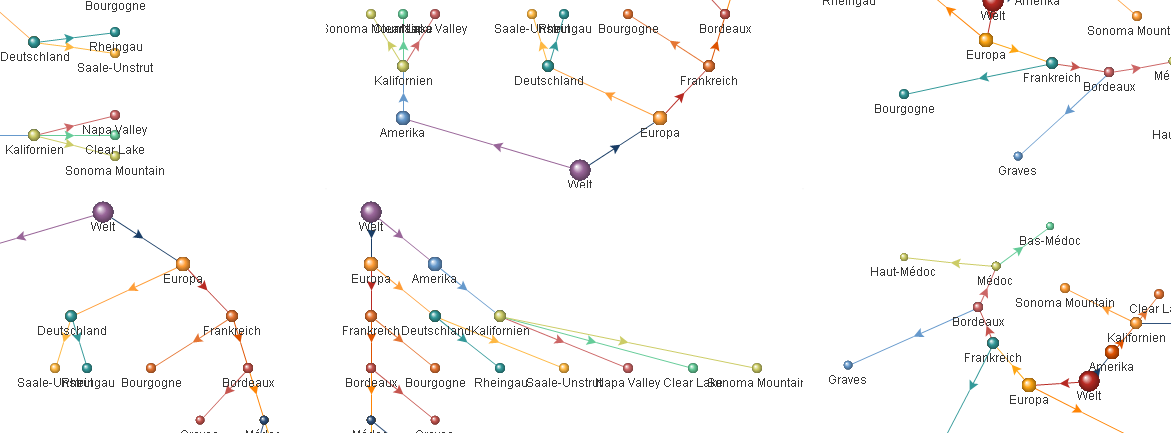 Bourgogne
Deutschland
Rheingau
Saale-Unstrut
Kalifornien
Napa Valley
Clear Lake
Sonoma Mountain
Sonoma Mountain
Clear Lake
Napa Valley
Saale-Unstrut
Rheingau
Bourgogne
Bordeaux
Kalifornien
Deutschland
Frankreich
Amerika
Europa
Welt
Rheingau
Welt
Amerika
Sonoma Mount
Europa
Frankreich
Bordeaux
Mé
Bourgogne
Hau
Graves
Welt
Europa
Deutschland
Frankreich
Saale-Unstrut
Rheingau
Bourgogne
Bordeaux
Graves
Médoc
Welt
Europa
Amerika
Frankreich
Deutschland
Kalifornien
Bordeaux
Bourgogne
Rheingau
Saale-Unstrut
Napa Valley
Clear Lake
Sonoma Mountain
Médoc
Graves
Bas-Médoc
Haut-Médoc
Médoc
Sonoma Mountain
Clear La
Bordeaux
Kalifornien
Frankreich
Amerika
Graves
Europa
Welt